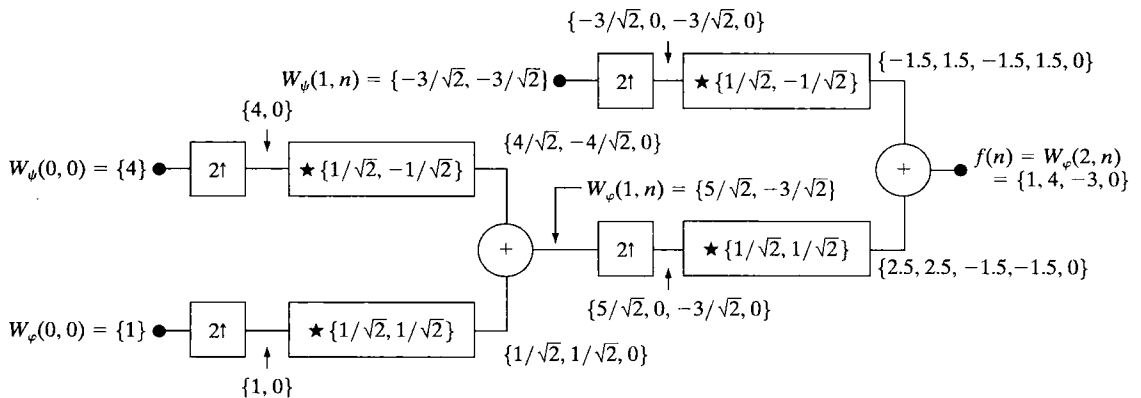 {−3/√2, 0, −3/√2, 0}
W_ψ(1, n) = {−3/√2, −3/√2}
2↑
★ {1/√2, −1/√2}
{−1.5, 1.5, −1.5, 1.5, 0}
{4, 0}
W_ψ(0, 0) = {4}
2↑
★ {1/√2, −1/√2}
{4/√2, −4/√2, 0}
+
f(n) = W_φ(2, n)
= {1, 4, −3, 0}
W_φ(1, n) = {5/√2, −3/√2}
+
2↑
★ {1/√2, 1/√2}
{2.5, 2.5, −1.5, −1.5, 0}
{5/√2, 0, −3/√2, 0}
W_φ(0, 0) = {1}
2↑
★ {1/√2, 1/√2}
{1/√2, 1/√2, 0}
{1, 0}